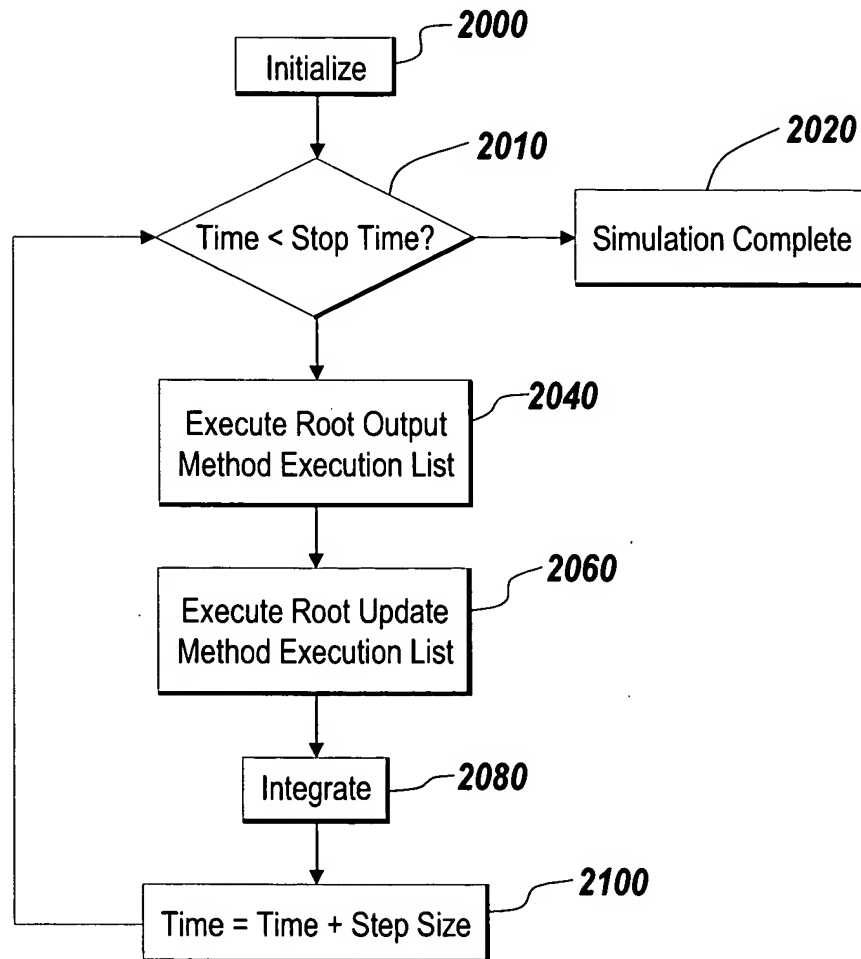 2000
Initialize
2010
2020
Time < Stop Time?
Simulation Complete
2040
Execute Root Output
Method Execution List
2060
Execute Root Update
Method Execution List
2080
Integrate
2100
Time = Time + Step Size